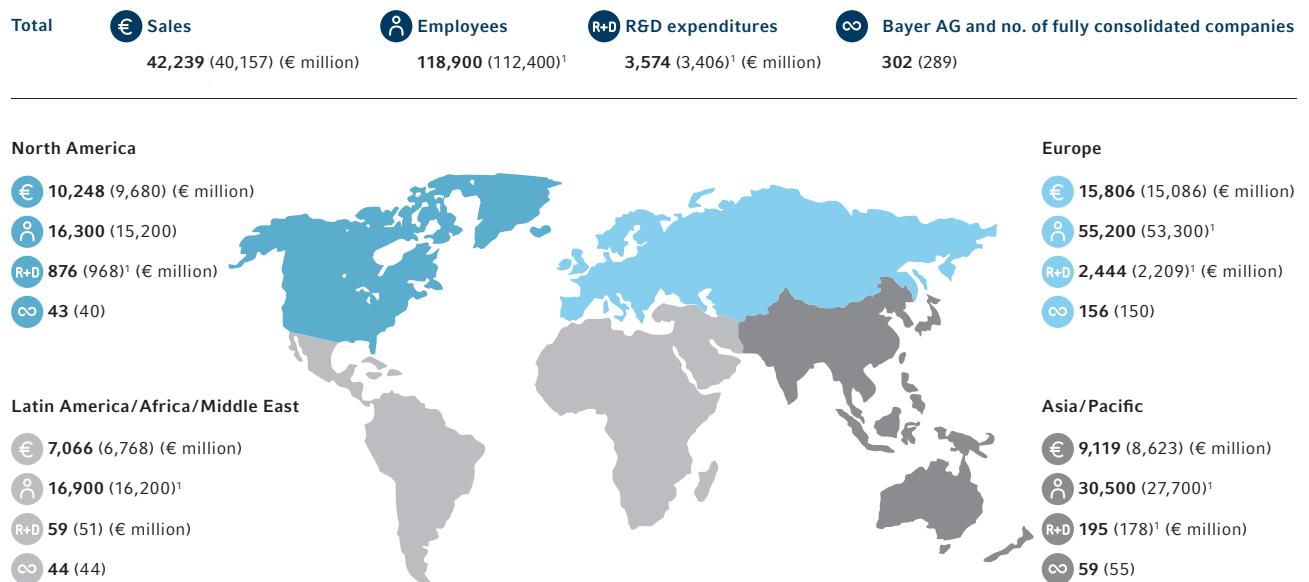 Total
€ Sales
42,239 (40,157) (€ million)
Employees
118,900 (112,400)¹
R+D R&D expenditures
3,574 (3,406)¹ (€ million)
∞ Bayer AG and no. of fully consolidated companies
302 (289)
North America
€ 10,248 (9,680) (€ million)
16,300 (15,200)
R+D 876 (968)¹ (€ million)
∞ 43 (40)
Europe
€ 15,806 (15,086) (€ million)
55,200 (53,300)¹
R+D 2,444 (2,209)¹ (€ million)
∞ 156 (150)
Latin America/Africa/Middle East
€ 7,066 (6,768) (€ million)
16,900 (16,200)¹
R+D 59 (51) (€ million)
∞ 44 (44)
Asia/Pacific
€ 9,119 (8,623) (€ million)
30,500 (27,700)¹
R+D 195 (178)¹ (€ million)
∞ 59 (55)